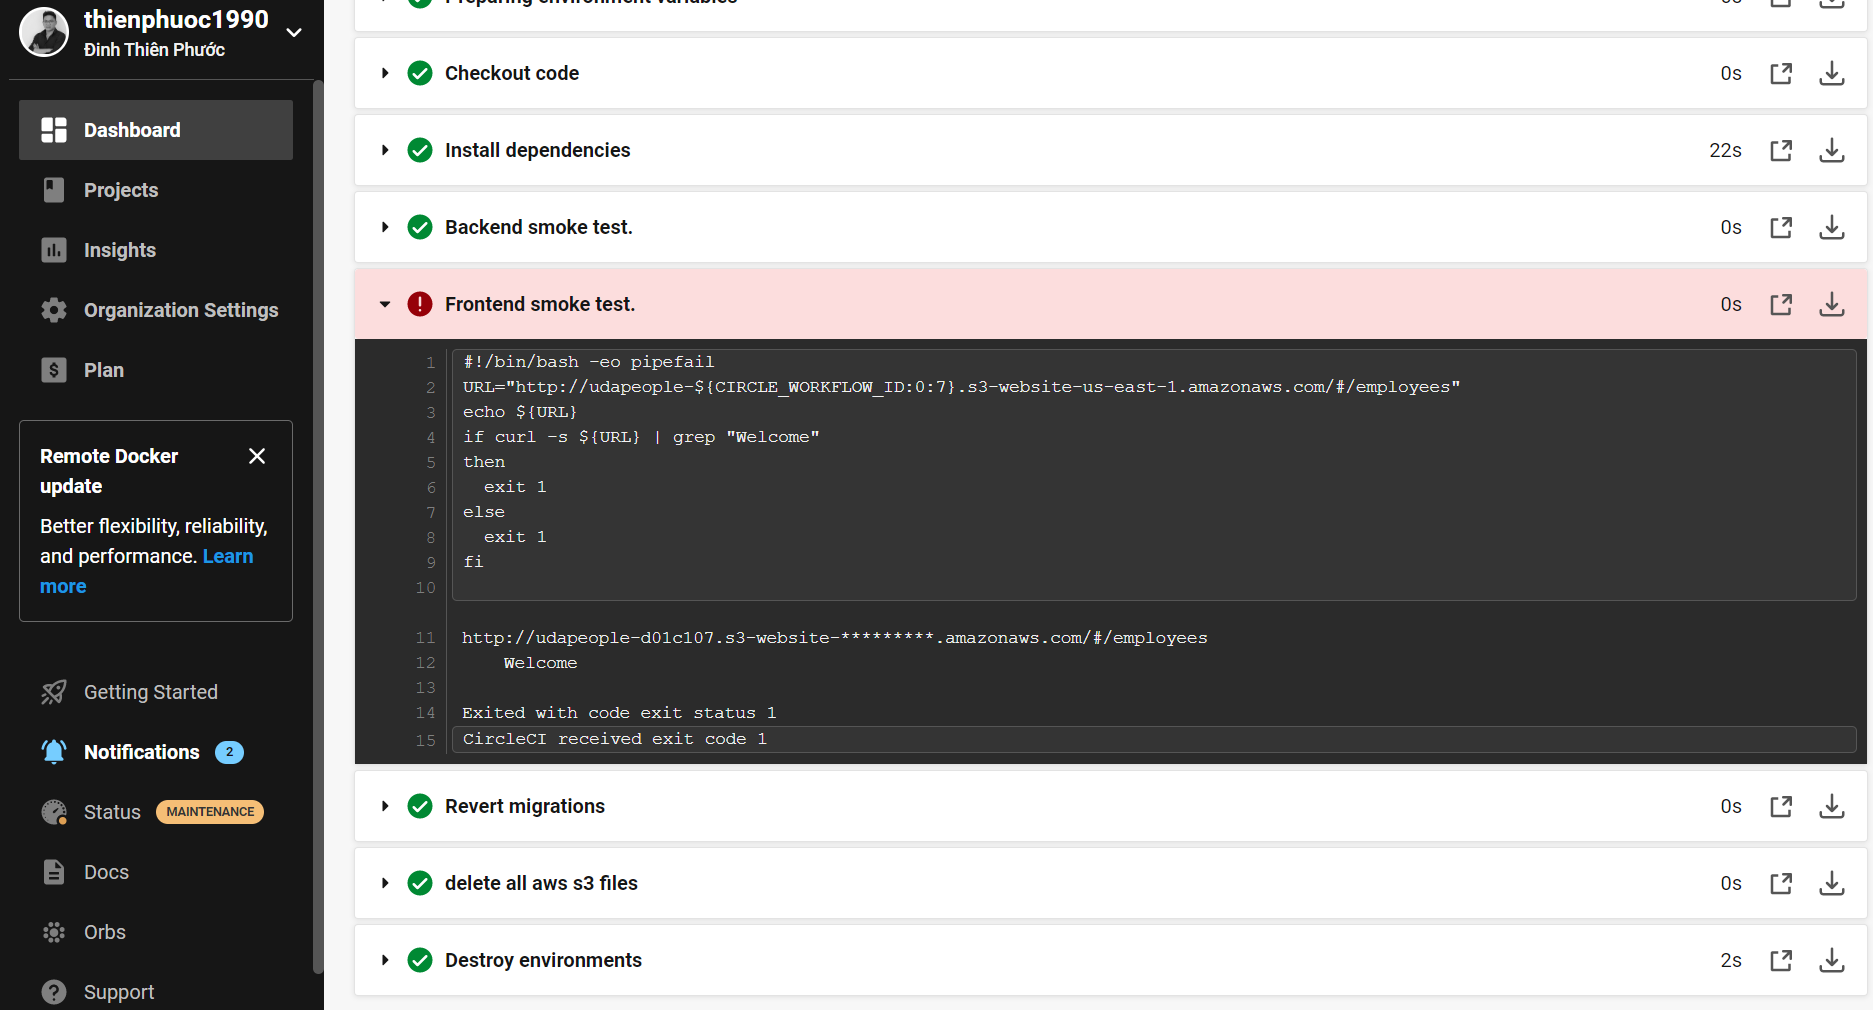 thienphuoc1990
Đinh Thiên Phước
Dashboard
Projects
Insights
Organization Settings
Plan
Remote Docker
update
Better flexibility, reliability,
and performance. Learn
more
Getting Started
Notifications 2
Status MAINTENANCE
Docs
Orbs
Support
Preparing environment variables 0s
Checkout code 0s
Install dependencies 22s
Backend smoke test. 0s
Frontend smoke test. 0s
1 #!/bin/bash -eo pipefail
2 URL="http://udapeople-${CIRCLE_WORKFLOW_ID:0:7}.s3-website-us-east-1.amazonaws.com/#/employees"
3 echo ${URL}
4 if curl -s ${URL} | grep "Welcome"
5 then
6 exit 1
7 else
8 exit 1
9 fi
10
11 http://udapeople-d01c107.s3-website-*********.amazonaws.com/#/employees
12 Welcome
13
14 Exited with code exit status 1
15 CircleCI received exit code 1
Revert migrations 0s
delete all aws s3 files 0s
Destroy environments 2s